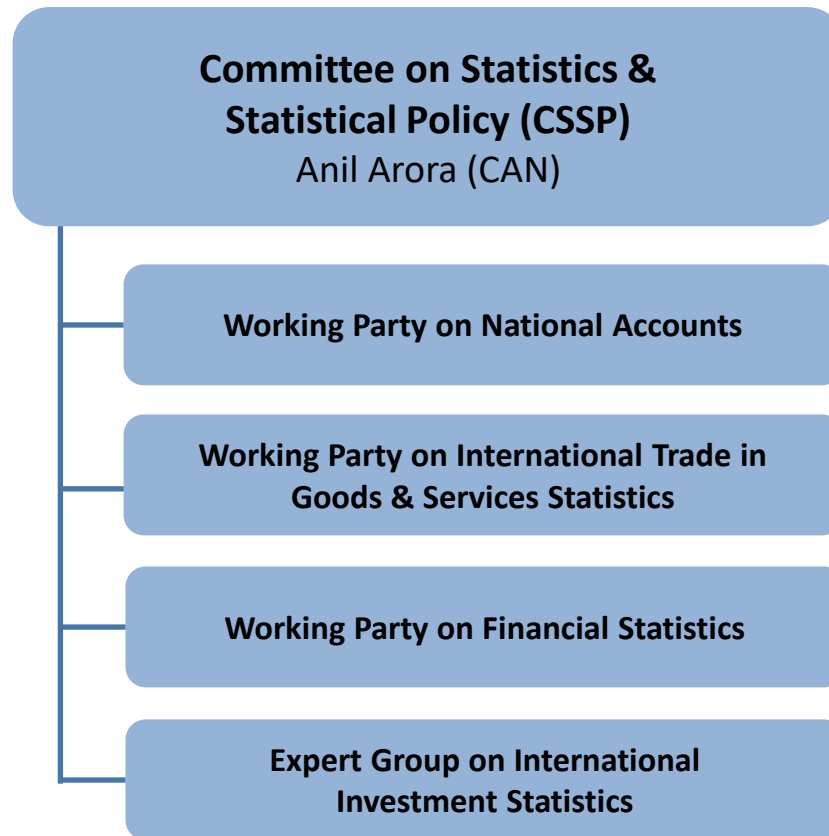 Committee on Statistics &
Statistical Policy (CSSP)
Anil Arora (CAN)
Working Party on National Accounts
Working Party on International Trade in
Goods & Services Statistics
Working Party on Financial Statistics
Expert Group on International
Investment Statistics